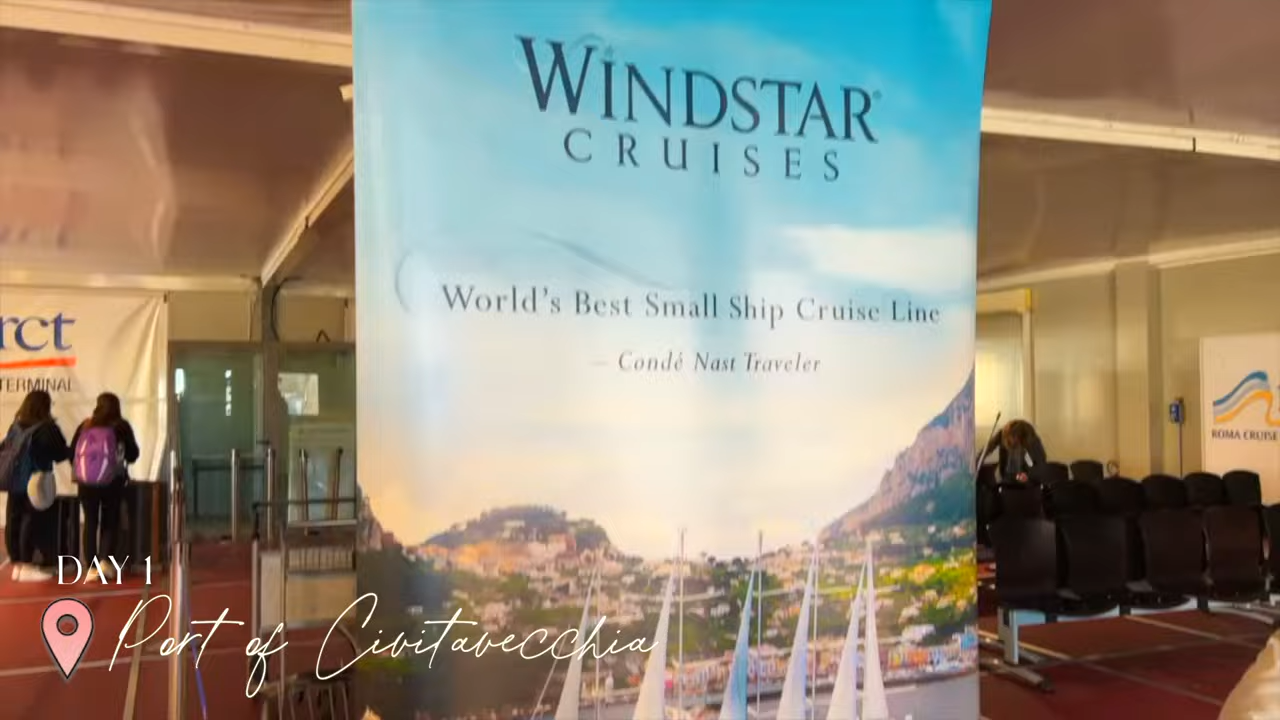 WINDSTAR®
CRUISES
World's Best Small Ship Cruise Line
– Condé Nast Traveler
rct
TERMINAL
ROMA CRUISE
DAY 1
Port of Civitavecchia